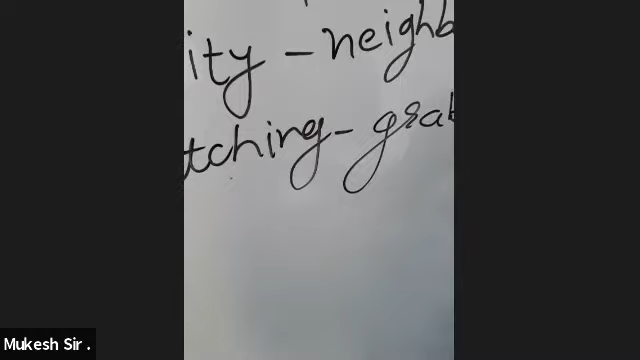 ity - neighb
tching - grab
Mukesh Sir .